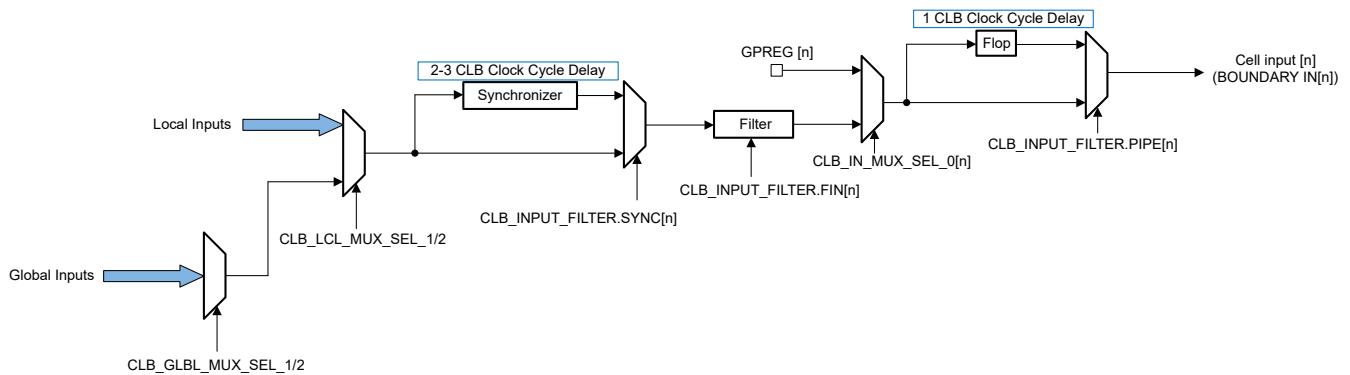 1 CLB Clock Cycle Delay
Flop
GPREG [n]
Cell input [n]
(BOUNDARY IN[n])
2-3 CLB Clock Cycle Delay
Synchronizer
Local Inputs
Filter
CLB_INPUT_FILTER.PIPE[n]
CLB_IN_MUX_SEL_0[n]
CLB_INPUT_FILTER.FIN[n]
CLB_INPUT_FILTER.SYNC[n]
CLB_LCL_MUX_SEL_1/2
Global Inputs
CLB_GLBL_MUX_SEL_1/2